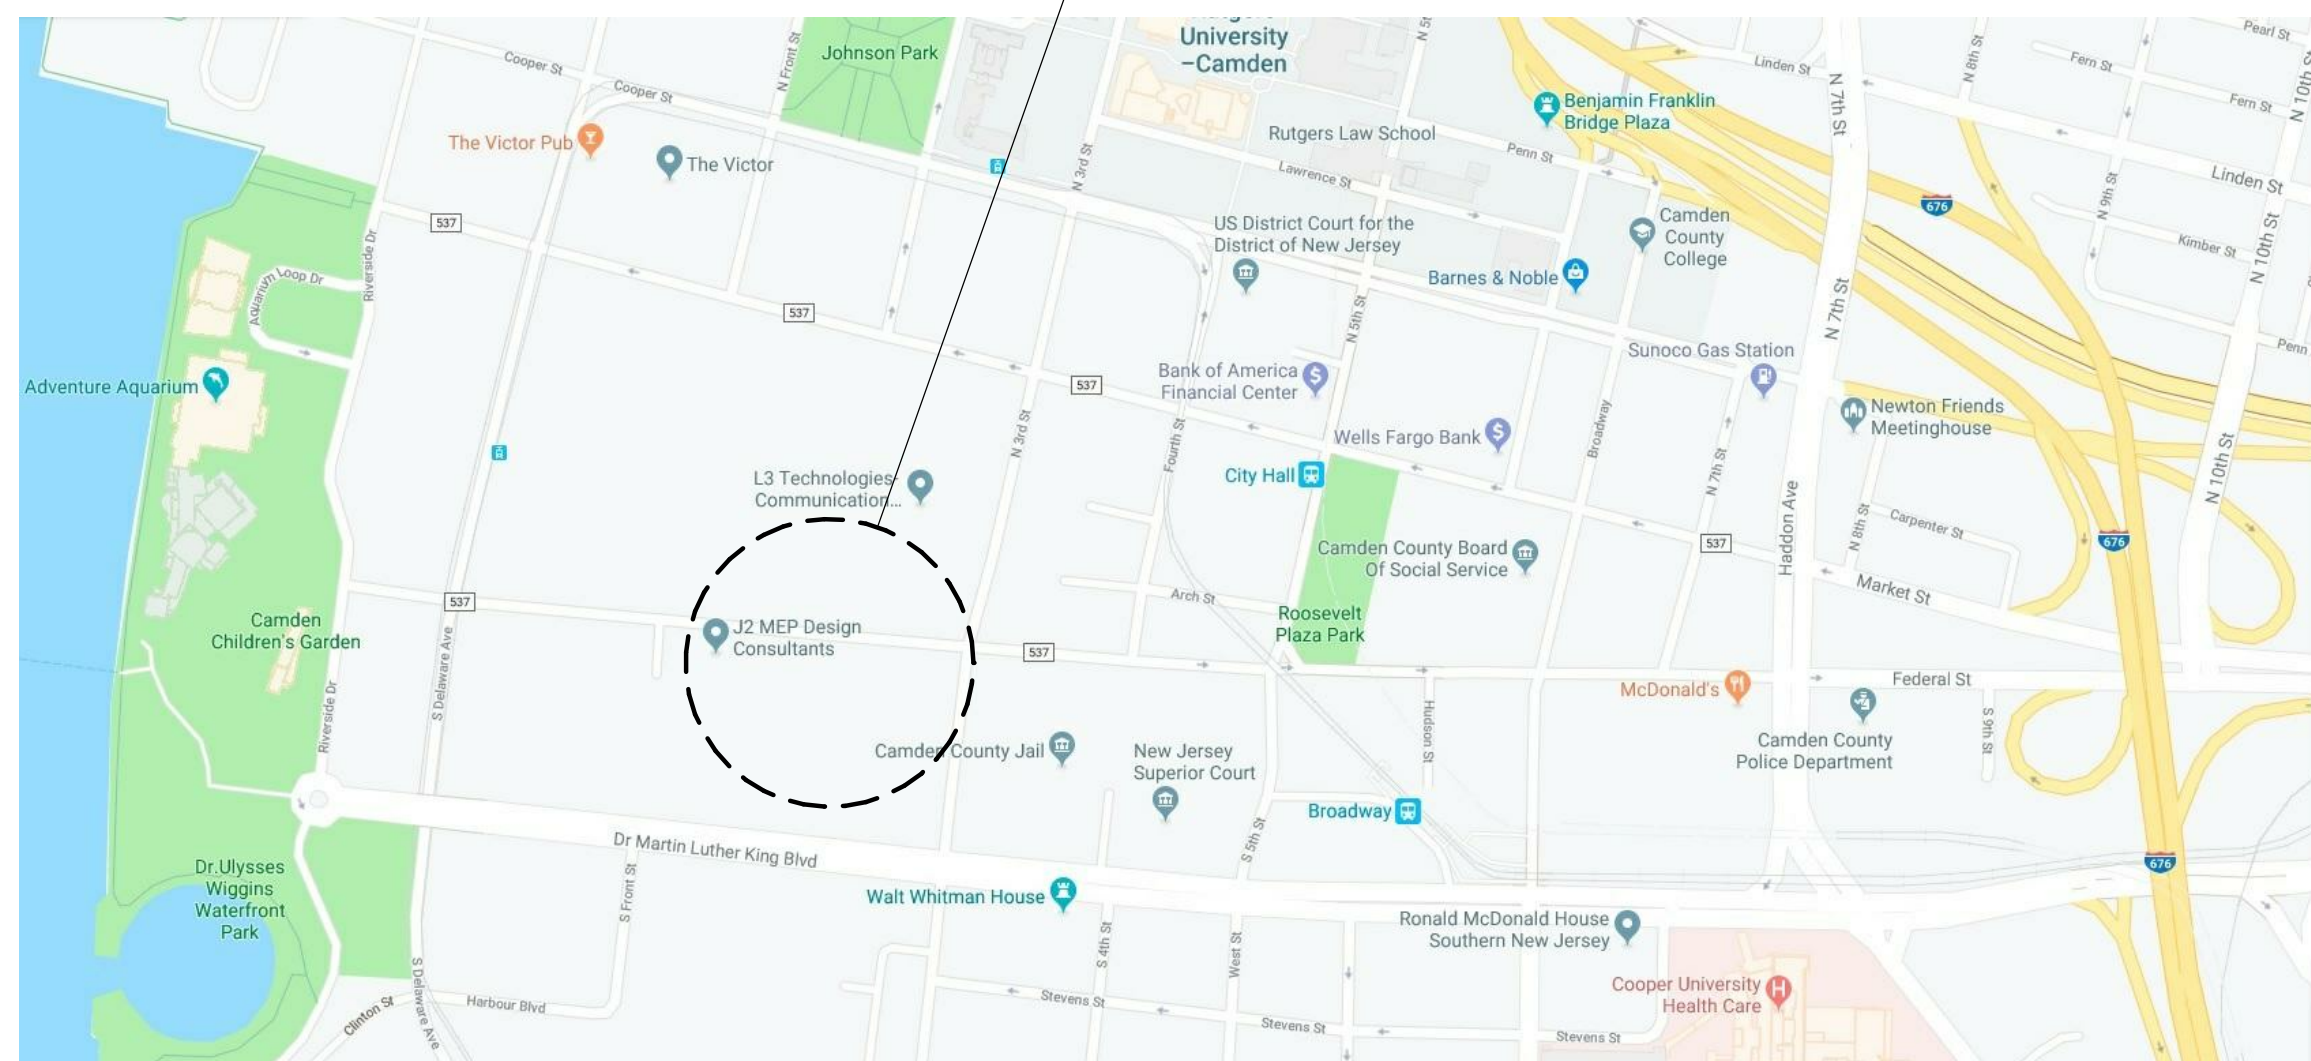 Johnson Park
University
–Camden
N 5t
Cooper St
Cooper St
N Front St
The Victor Pub
The Victor
N 3rd St
Rutgers Law School
Lawrence St
Penn St
Benjamin Franklin
Bridge Plaza
Linden St
N 7th St
N 8th St
Fern St
Pearl St
Fern St
N 10th S
Linden St
676
N 9th St
Kimber St
N 10th St
Penn
537
Riverside Dr
Aquarium Loop Dr
537
US District Court for the
District of New Jersey
Barnes & Noble
Camden
County
College
N 5th St
N 7th St
Sunoco Gas Station
Adventure Aquarium
537
Bank of America
Financial Center
Wells Fargo Bank
Broadway
Newton Friends
Meetinghouse
N 3rd St
Fourth St
City Hall
N 7th St
Haddon Ave
N 10th St
L3 Technologies-
Communication...
Camden County Board
Of Social Service
537
N 8th St
Carpenter St
676
Market St
537
Arch St
Roosevelt
Plaza Park
Camden
Children's Garden
J2 MEP Design
Consultants
537
S Delaware Ave
Riverside Dr
McDonald's
Federal St
Hudson St
S 9th St
Camden County Jail
New Jersey
Superior Court
Camden County
Police Department
Broadway
S 5th St
Dr Martin Luther King Blvd
676
Dr.Ulysses
Wiggins
Waterfront
Park
S Front St
Walt Whitman House
Ronald McDonald House
Southern New Jersey
S 4th St
West St
Cooper University
Health Care
S Delaware Ave
Clinton St
Harbour Blvd
Stevens St
Stevens St
Stevens St